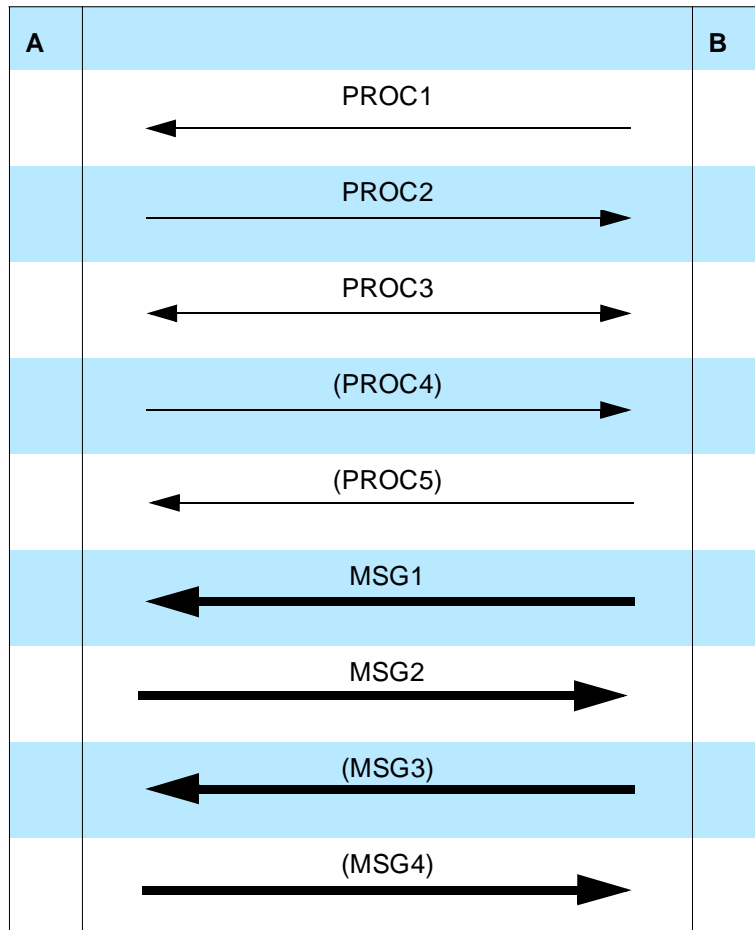 A B
PROC1
PROC2
PROC3
(PROC4)
(PROC5)
MSG1
MSG2
(MSG3)
(MSG4)